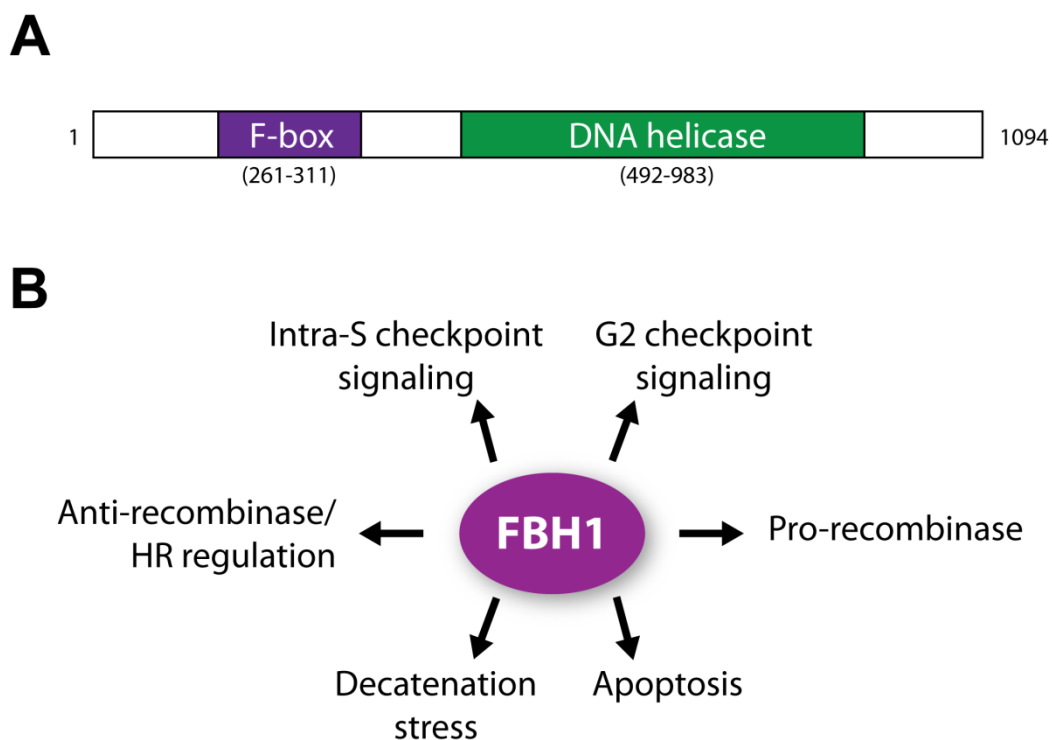 A
1
F-box
DNA helicase
1094
(261-311)
(492-983)
B
Intra-S checkpoint
signaling
G2 checkpoint
signaling
Anti-recombinase/
HR regulation
FBH1
Pro-recombinase
Decatenation
stress
Apoptosis